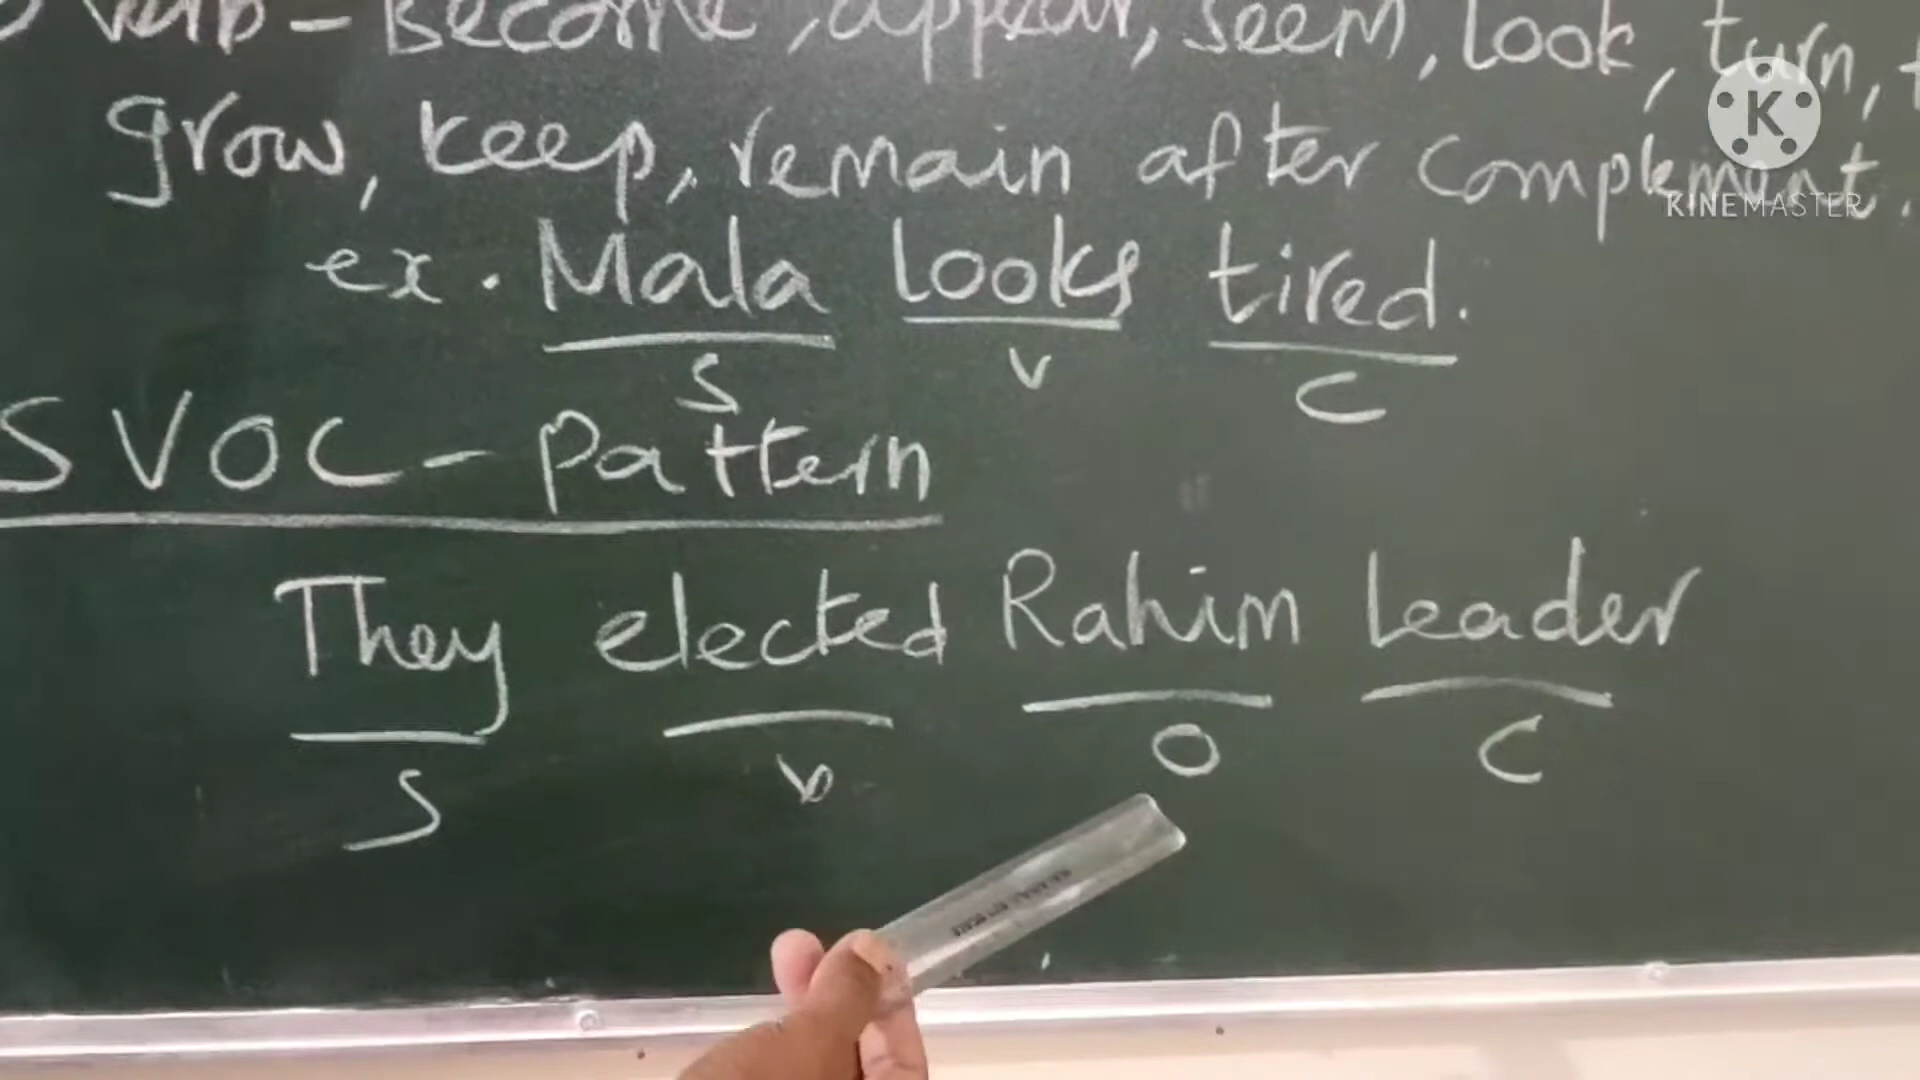 verb - Become, appear, seem, look, turn,
grow, keep, remain after complement.
ex. Mala looks tired.
S V C
SVOC - Pattern
They elected Rahim Leader
S V O C
K
KINEMASTER